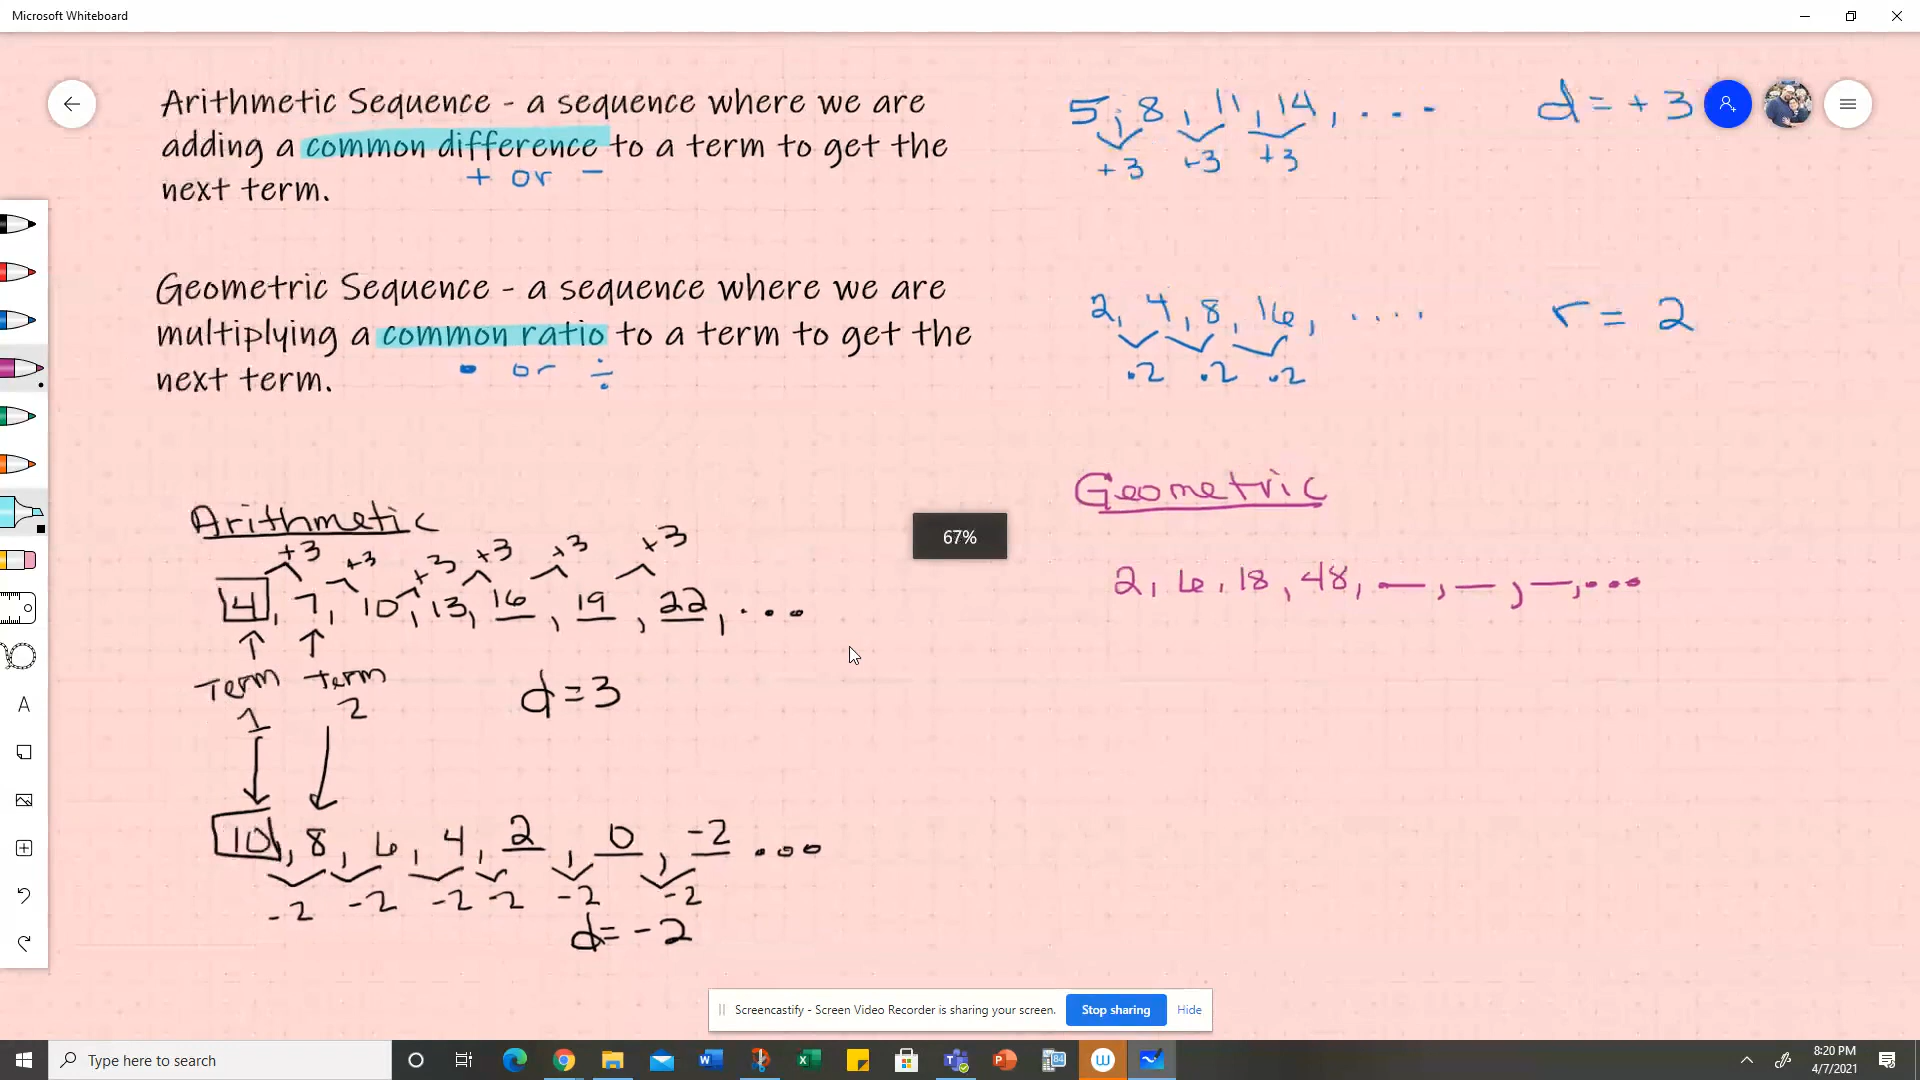 Microsoft Whiteboard
Arithmetic Sequence - a sequence where we are
adding a common difference to a term to get the
+ or −
next term.
5, 8, 11, 14, ...
+3 +3 +3
d = + 3
Geometric Sequence - a sequence where we are
multiplying a common ratio to a term to get the
• or ÷
next term.
2, 4, 8, 16, ....
·2 ·2 ·2
r = 2
Arithmetic
+3 +3 +3 +3 +3 +3
4, 7, 10, 13, 16, 19, 22, ...
Term 1
Term 2
d = 3
10, 8, 6, 4, 2, 0, -2 ...
-2 -2 -2 -2 -2 -2
d = -2
Geometric
2, 6, 18, 48, __, __, __, ...
67%
A
Screencastify - Screen Video Recorder is sharing your screen.
Stop sharing
Hide
Type here to search
8:20 PM
4/7/2021